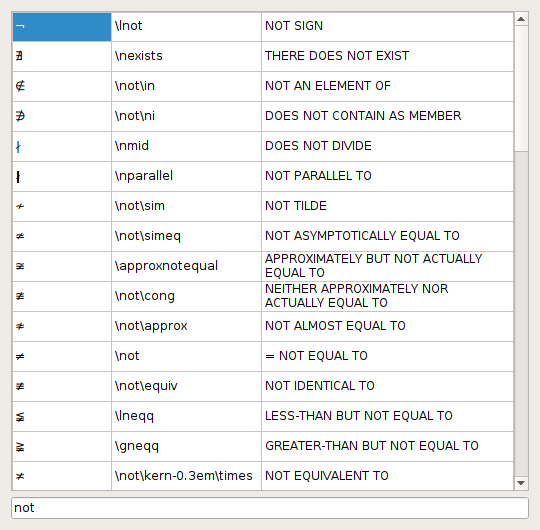 ¬ \lnot NOT SIGN
∄ \nexists THERE DOES NOT EXIST
∉ \not\in NOT AN ELEMENT OF
∌ \not\ni DOES NOT CONTAIN AS MEMBER
∤ \nmid DOES NOT DIVIDE
∦ \nparallel NOT PARALLEL TO
≁ \not\sim NOT TILDE
≄ \not\simeq NOT ASYMPTOTICALLY EQUAL TO
≆ \approxnotequal APPROXIMATELY BUT NOT ACTUALLY
EQUAL TO
≇ \not\cong NEITHER APPROXIMATELY NOR
ACTUALLY EQUAL TO
≉ \not\approx NOT ALMOST EQUAL TO
≠ \not = NOT EQUAL TO
≢ \not\equiv NOT IDENTICAL TO
≨ \lneqq LESS-THAN BUT NOT EQUAL TO
≩ \gneqq GREATER-THAN BUT NOT EQUAL TO
≭ \not\kern-0.3em\times NOT EQUIVALENT TO
not